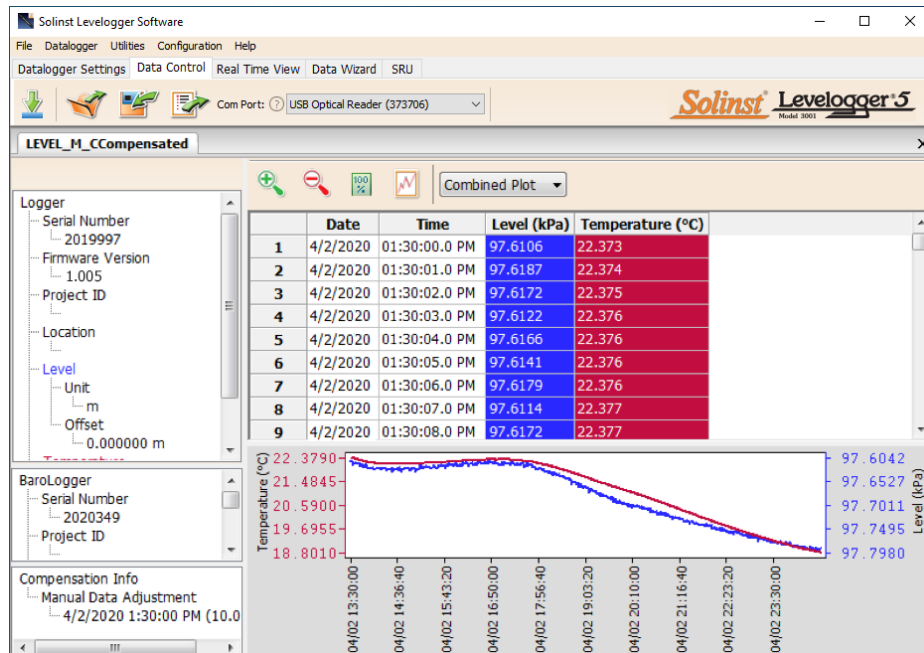 Solinst Levelogger Software
File Datalogger Utilities Configuration Help
Datalogger Settings Data Control Real Time View Data Wizard SRU
Com Port: ? USB Optical Reader (373706)
Solinst Levelogger 5
Model 3001
LEVEL_M_CCompensated
100 %
Combined Plot
Logger
Serial Number
2019997
Firmware Version
1.005
Project ID
Location
Level
Unit
m
Offset
0.000000 m
Temperature
BaroLogger
Serial Number
2020349
Project ID
Compensation Info
Manual Data Adjustment
4/2/2020 1:30:00 PM (10.0
Date Time Level (kPa) Temperature (°C)
1 4/2/2020 01:30:00.0 PM 97.6106 22.373
2 4/2/2020 01:30:01.0 PM 97.6187 22.374
3 4/2/2020 01:30:02.0 PM 97.6172 22.375
4 4/2/2020 01:30:03.0 PM 97.6122 22.376
5 4/2/2020 01:30:04.0 PM 97.6166 22.376
6 4/2/2020 01:30:05.0 PM 97.6141 22.376
7 4/2/2020 01:30:06.0 PM 97.6179 22.376
8 4/2/2020 01:30:07.0 PM 97.6114 22.377
9 4/2/2020 01:30:08.0 PM 97.6172 22.377
Temperature (°C)
22.3790
21.4845
20.5900
19.6955
18.8010
97.6042
97.6527
97.7011
97.7495
97.7980
Level (kPa)
04/02 13:30:00
04/02 14:36:40
04/02 15:43:20
04/02 16:50:00
04/02 17:56:40
04/02 19:03:20
04/02 20:10:00
04/02 21:16:40
04/02 22:23:20
04/02 23:30:00